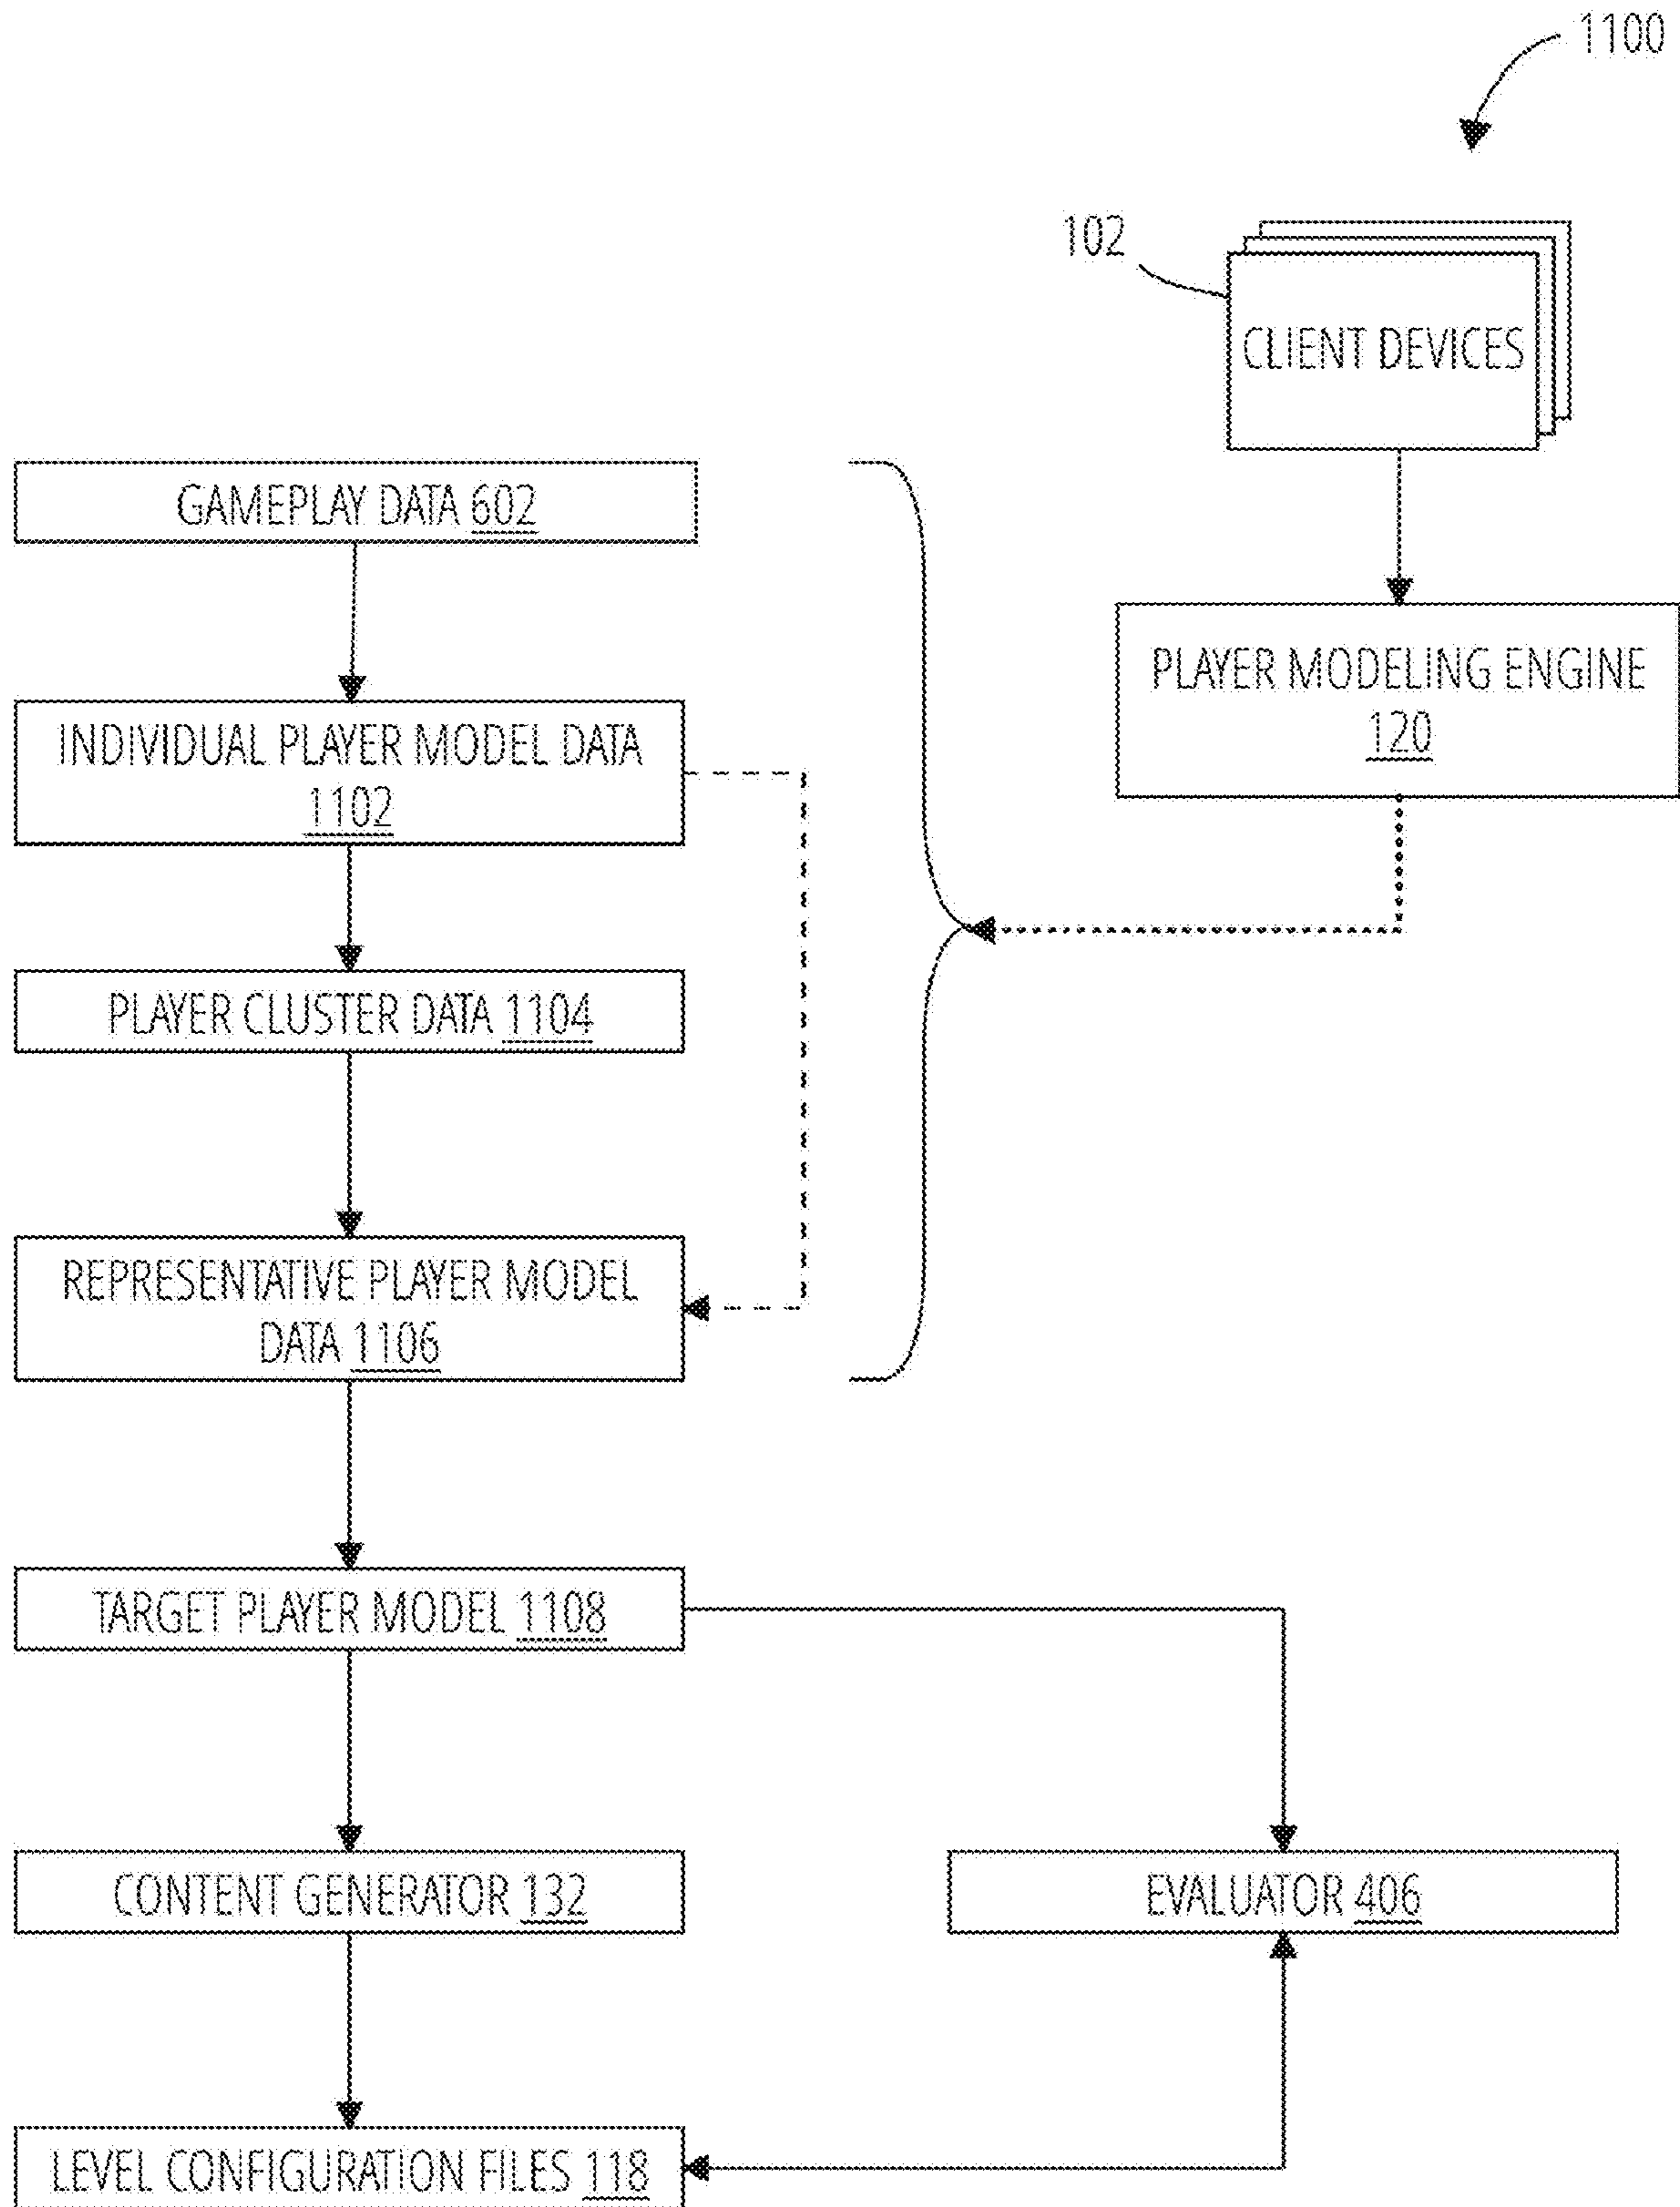 1100
102
CLIENT DEVICES
GAMEPLAY DATA 602
PLAYER MODELING ENGINE
120
INDIVIDUAL PLAYER MODEL DATA
1102
PLAYER CLUSTER DATA 1104
REPRESENTATIVE PLAYER MODEL
DATA 1106
TARGET PLAYER MODEL 1108
CONTENT GENERATOR 132
EVALUATOR 406
LEVEL CONFIGURATION FILES 118